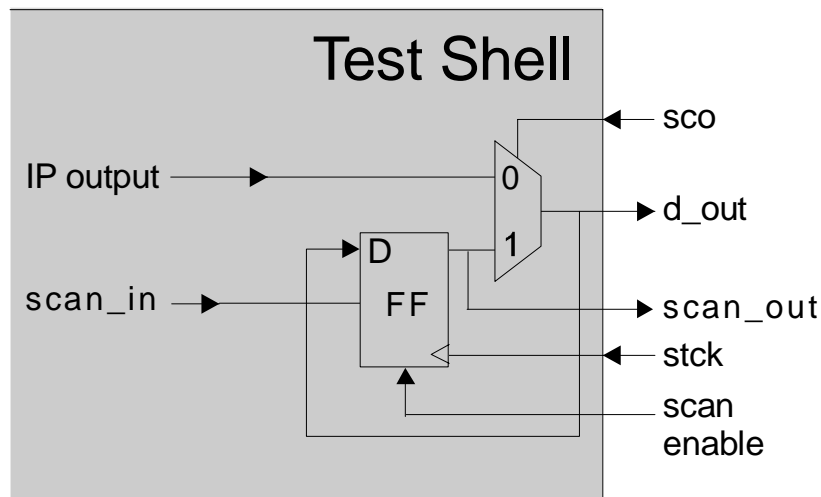 Test Shell
sco
IP output
0
d_out
1
D
scan_in
FF
scan_out
stck
scan
enable